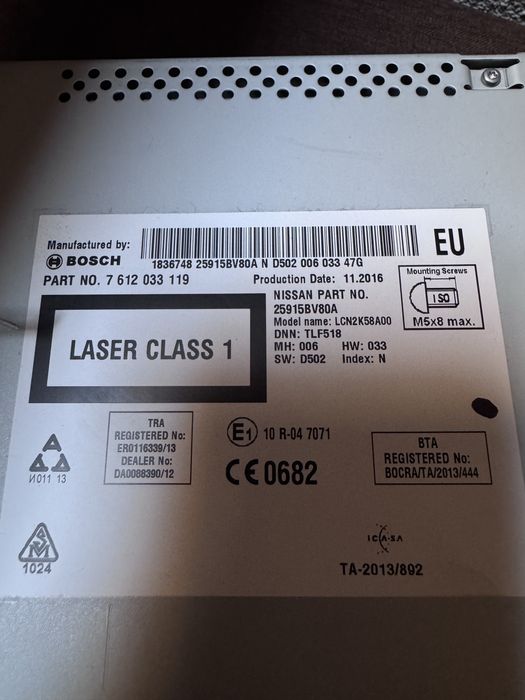 Manufactured by:
BOSCH
1836748 25915BV80A N D502 006 033 47G
EU
PART NO. 7 612 033 119
Production Date: 11.2016
Mounting Screws
ISO
M5x8 max.
NISSAN PART NO.
25915BV80A
Model name: LCN2K58A00
DNN: TLF518
MH: 006 HW: 033
SW: D502 Index: N
LASER CLASS 1
TRA
REGISTERED No:
ER0116339/13
DEALER No:
DA0088390/12
E1 10 R-04 7071
CE0682
BTA
REGISTERED No:
BOCRA/TA/2013/444
И011 13
SM
1024
ICASA
TA-2013/892